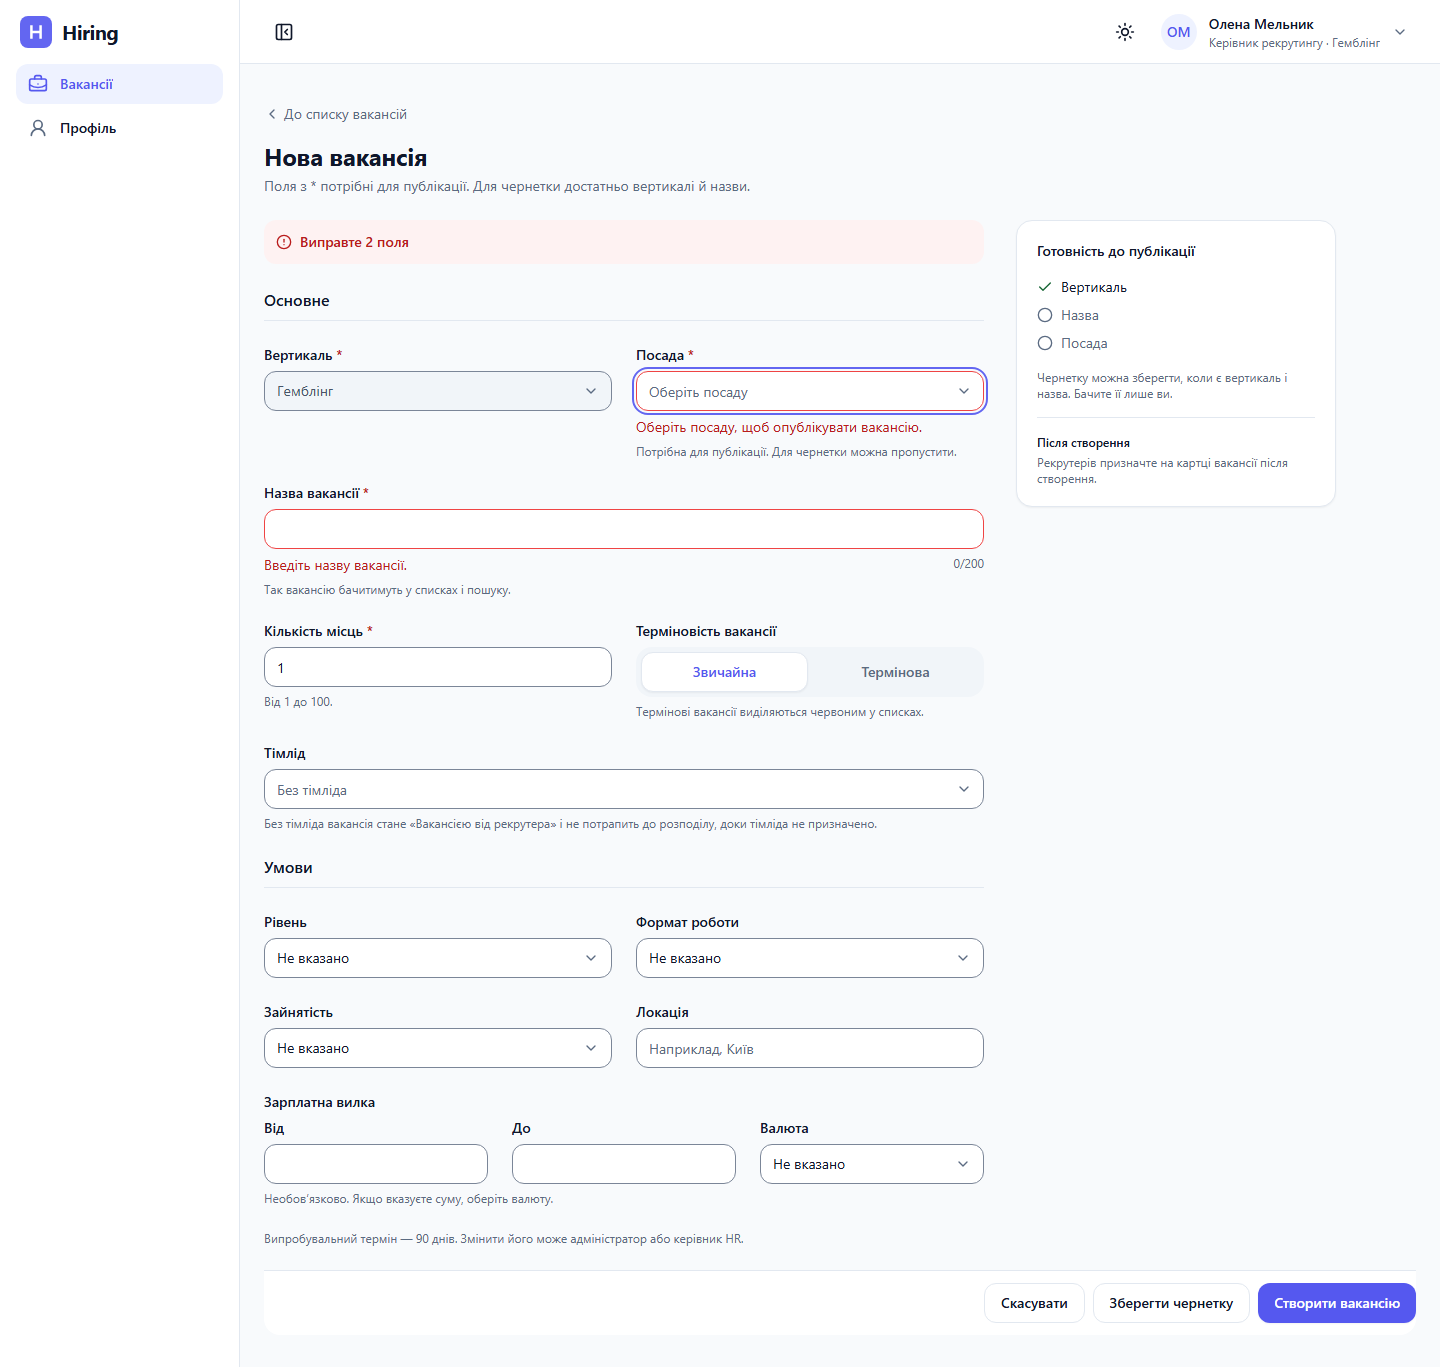 H Hiring
Вакансії
Профіль
ОМ
Олена Мельник
Керівник рекрутингу · Гемблінг
До списку вакансій
Нова вакансія
Поля з * потрібні для публікації. Для чернетки достатньо вертикалі й назви.
Виправте 2 поля
Основне
Вертикаль *
Гемблінг
Посада *
Оберіть посаду
Оберіть посаду, щоб опублікувати вакансію.
Потрібна для публікації. Для чернетки можна пропустити.
Назва вакансії *
Введіть назву вакансії.
0/200
Так вакансію бачитимуть у списках і пошуку.
Кількість місць *
1
Від 1 до 100.
Терміновість вакансії
Звичайна
Термінова
Термінові вакансії виділяються червоним у списках.
Тімлід
Без тімліда
Без тімліда вакансія стане «Вакансією від рекрутера» і не потрапить до розподілу, доки тімліда не призначено.
Умови
Рівень
Не вказано
Формат роботи
Не вказано
Зайнятість
Не вказано
Локація
Наприклад, Київ
Зарплатна вилка
Від
До
Валюта
Не вказано
Необов'язково. Якщо вказуєте суму, оберіть валюту.
Випробувальний термін — 90 днів. Змінити його може адміністратор або керівник HR.
Готовність до публікації
Вертикаль
Назва
Посада
Чернетку можна зберегти, коли є вертикаль і
назва. Бачите її лише ви.
Після створення
Рекрутерів призначте на картці вакансії після
створення.
Скасувати
Зберегти чернетку
Створити вакансію